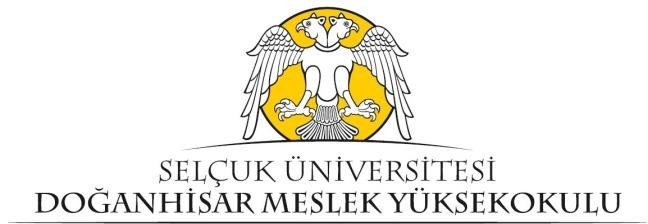 SELÇUK ÜNİVERSİTESİ
DOĞANHİSAR MESLEK YÜKSEKOKULU